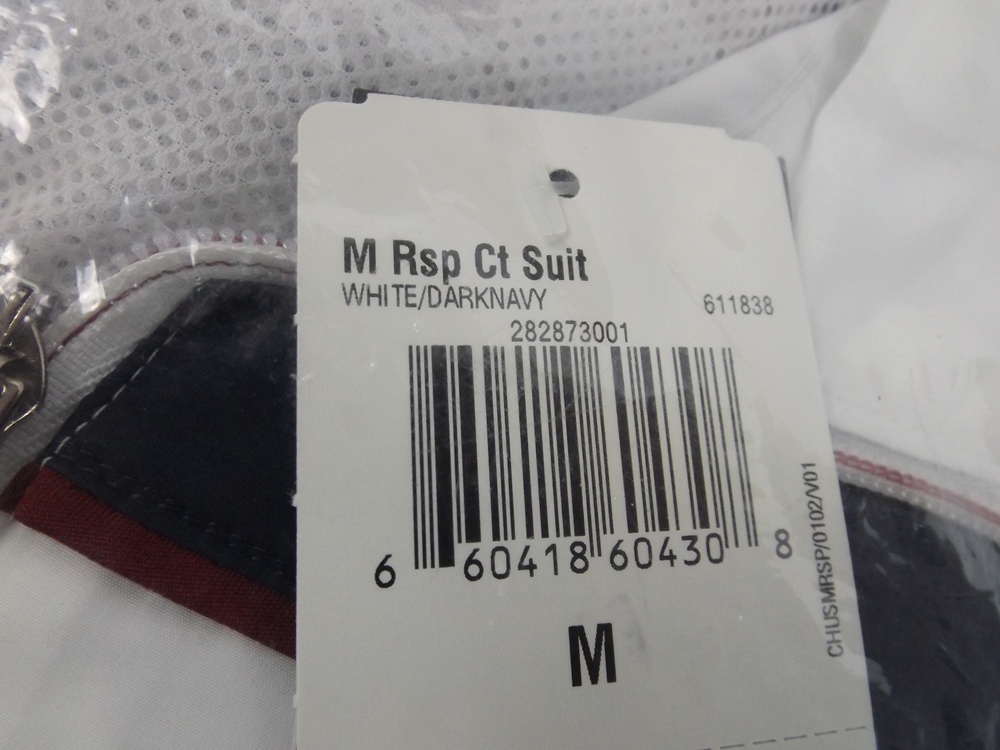 M Rsp Ct Suit
WHITE/DARKNAVY 611838
282873001
6 60418 60430 8
M
CHUSMRSP/0102/V01